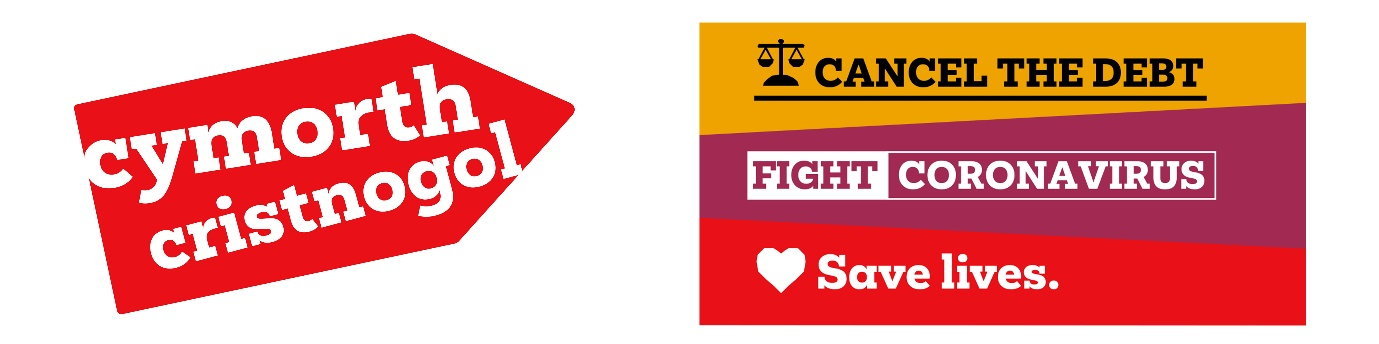 cymorth
cristnogol
CANCEL THE DEBT
FIGHT CORONAVIRUS
Save lives.